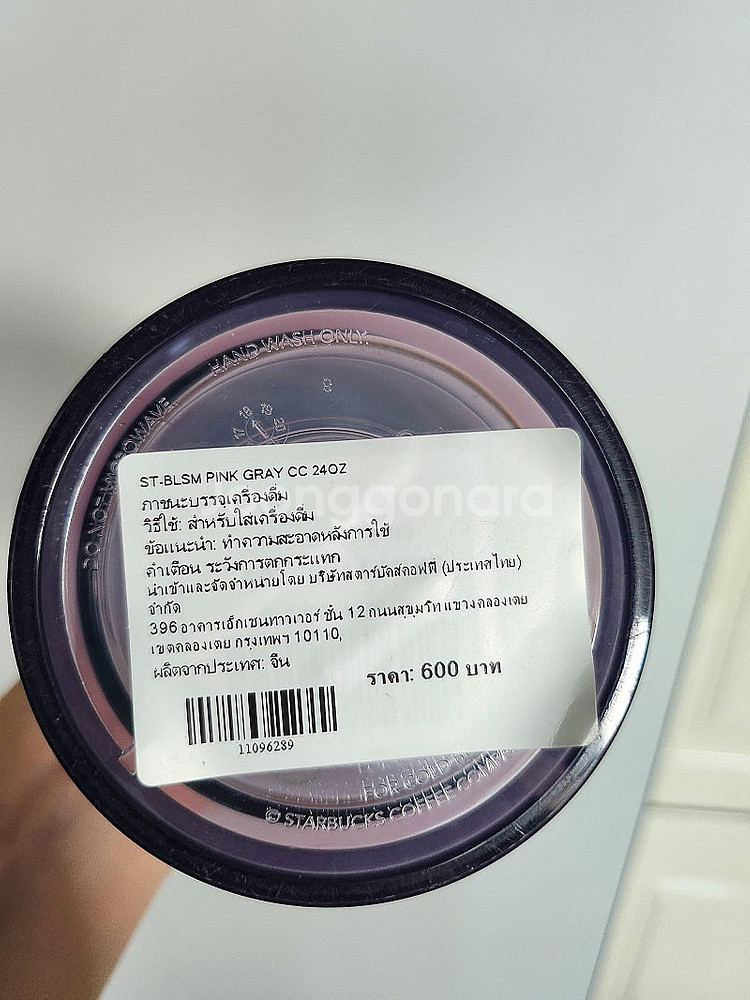 HAND WASH ONLY.
17 18 19
8
ST-BLSM PINK GRAY CC 24OZ
ภาชนะบรรจุเครื่องดื่ม
วิธีใช้: สำหรับใส่เครื่องดื่ม
ข้อแนะนำ: ทำความสะอาดหลังการใช้
คำเตือน ระวังการตกกระแทก
นำเข้าและจัดจำหน่ายโดย บริษัทสตาร์บัคสคอฟฟี่ (ประเทศไทย)
จำกัด
396 อาคารเอ็กเชนทาวเวอร์ ชั้น 12 ถนนสุขุมวิท แขวงคลองเตย
เขตคลองเตย กรุงเทพฯ 10110,
ผลิตจากประเทศ: จีน
ราคา: 600 บาท
11096289
FOR COLD
© STARBUCKS COFFEE COMPANY
DO NOT MICROWAVE.